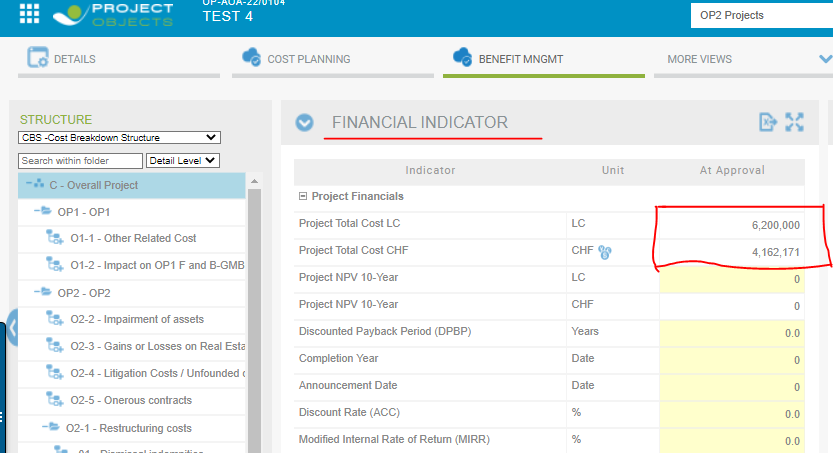 PROJECT
OBJECTS
OP-AOA-22/0104
TEST 4
OP2 Projects
DETAILS
COST PLANNING
BENEFIT MNGMT
MORE VIEWS
STRUCTURE
CBS -Cost Breakdown Structure
Search within folder
Detail Level
C - Overall Project
OP1 - OP1
O1-1 - Other Related Cost
O1-2 - Impact on OP1 F and B-GMB
OP2 - OP2
O2-2 - Impairment of assets
O2-3 - Gains or Losses on Real Esta
O2-4 - Litigation Costs / Unfounded
O2-5 - Onerous contracts
O2-1 - Restructuring costs
01 - Dismissal indemnities
FINANCIAL INDICATOR
Indicator Unit At Approval
Project Financials
Project Total Cost LC LC 6,200,000
Project Total Cost CHF CHF 4,162,171
Project NPV 10-Year LC 0
Project NPV 10-Year CHF 0
Discounted Payback Period (DPBP) Years 0.0
Completion Year Date 0
Announcement Date Date 0
Discount Rate (ACC) % 0.0
Modified Internal Rate of Return (MIRR) % 0.0